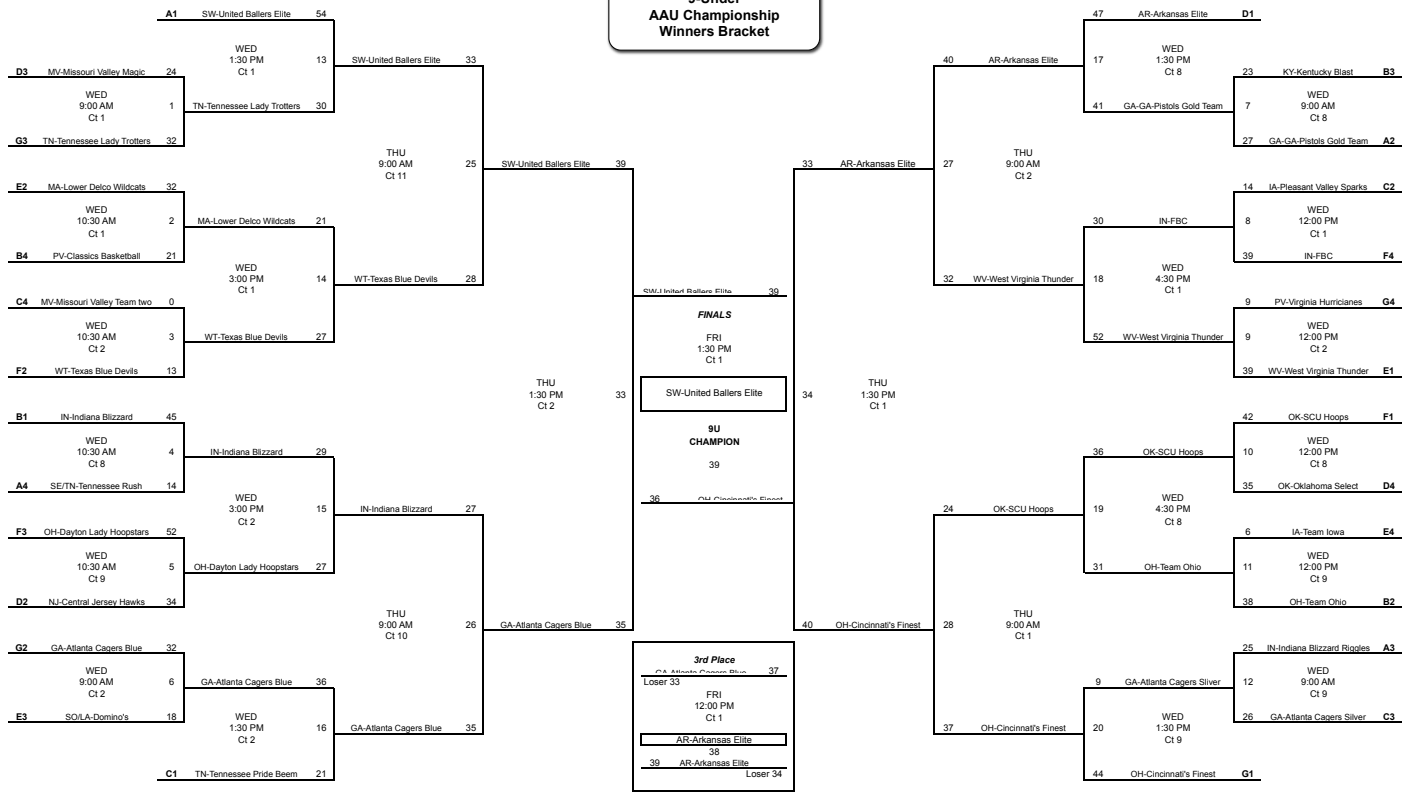 9-Under
AAU Championship
Winners Bracket
A1 SW-United Ballers Elite 54
WED
1:30 PM
Ct 1
13
D3 MV-Missouri Valley Magic 24
WED
9:00 AM
Ct 1
1
TN-Tennessee Lady Trotters 30
G3 TN-Tennessee Lady Trotters 32
SW-United Ballers Elite 33
THU
9:00 AM
Ct 11
25
E2 MA-Lower Delco Wildcats 32
WED
10:30 AM
Ct 1
2
MA-Lower Delco Wildcats 21
B4 PV-Classics Basketball 21
WED
3:00 PM
Ct 1
14
WT-Texas Blue Devils 28
C4 MV-Missouri Valley Team two 0
WED
10:30 AM
Ct 2
3
WT-Texas Blue Devils 27
F2 WT-Texas Blue Devils 13
SW-United Ballers Elite 39
THU
1:30 PM
Ct 2
33
B1 IN-Indiana Blizzard 45
WED
10:30 AM
Ct 8
4
IN-Indiana Blizzard 29
A4 SE/TN-Tennessee Rush 14
WED
3:00 PM
Ct 2
15
IN-Indiana Blizzard 27
F3 OH-Dayton Lady Hoopstars 52
WED
10:30 AM
Ct 9
5
OH-Dayton Lady Hoopstars 27
D2 NJ-Central Jersey Hawks 34
THU
9:00 AM
Ct 10
26
GA-Atlanta Cagers Blue 35
G2 GA-Atlanta Cagers Blue 32
WED
9:00 AM
Ct 2
6
GA-Atlanta Cagers Blue 36
E3 SO/LA-Domino's 18
WED
1:30 PM
Ct 2
16
GA-Atlanta Cagers Blue 35
C1 TN-Tennessee Pride Beem 21
SW-United Ballers Elite 39
FINALS
FRI
1:30 PM
Ct 1
SW-United Ballers Elite
9U
CHAMPION
39
36 OH-Cincinnati's Finest
3rd Place
GA-Atlanta Cagers Blue 37
Loser 33
FRI
12:00 PM
Ct 1
AR-Arkansas Elite
38
39 AR-Arkansas Elite
Loser 34
47 AR-Arkansas Elite D1
17
WED
1:30 PM
Ct 8
40 AR-Arkansas Elite
23 KY-Kentucky Blast B3
7
WED
9:00 AM
Ct 8
41 GA-GA-Pistols Gold Team
27 GA-GA-Pistols Gold Team A2
33 AR-Arkansas Elite
27
THU
9:00 AM
Ct 2
14 IA-Pleasant Valley Sparks C2
8
WED
12:00 PM
Ct 1
30 IN-FBC
39 IN-FBC F4
32 WV-West Virginia Thunder
18
WED
4:30 PM
Ct 1
9 PV-Virginia Hurricianes G4
9
WED
12:00 PM
Ct 2
52 WV-West Virginia Thunder
39 WV-West Virginia Thunder E1
34
THU
1:30 PM
Ct 1
42 OK-SCU Hoops F1
10
WED
12:00 PM
Ct 8
36 OK-SCU Hoops
35 OK-Oklahoma Select D4
24 OK-SCU Hoops
19
WED
4:30 PM
Ct 8
6 IA-Team Iowa E4
11
WED
12:00 PM
Ct 9
31 OH-Team Ohio
38 OH-Team Ohio B2
40 OH-Cincinnati's Finest
28
THU
9:00 AM
Ct 1
25 IN-Indiana Blizzard Riggles A3
12
WED
9:00 AM
Ct 9
9 GA-Atlanta Cagers Sliver
26 GA-Atlanta Cagers Silver C3
37 OH-Cincinnati's Finest
20
WED
1:30 PM
Ct 9
44 OH-Cincinnati's Finest G1